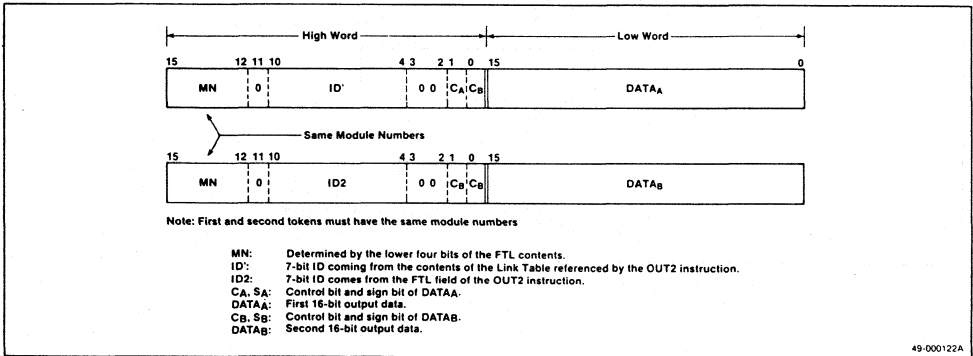 High Word Low Word
15 12 11 10 4 3 2 1 0 15 0
MN 0 ID' 0 0 CA CB DATAA
Same Module Numbers
15 12 11 10 4 3 2 1 0 15
MN 0 ID2 0 0 CB CB DATAB
Note: First and second tokens must have the same module numbers
MN: Determined by the lower four bits of the FTL contents.
ID': 7-bit ID coming from the contents of the Link Table referenced by the OUT2 instruction.
ID2: 7-bit ID comes from the FTL field of the OUT2 instruction.
CA, SA: Control bit and sign bit of DATAA.
DATAA: First 16-bit output data.
CB, SB: Control bit and sign bit of DATAB.
DATAB: Second 16-bit output data.
49-000122A